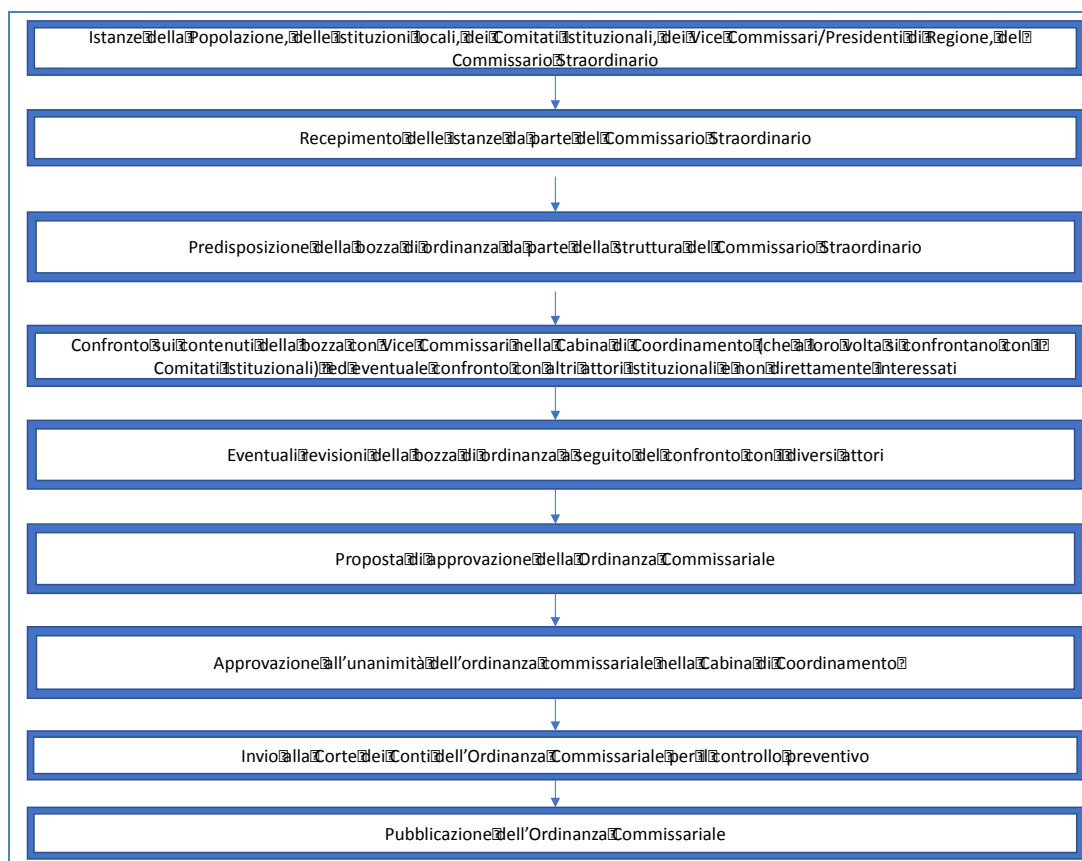 Istanze della Popolazione, delle istituzioni locali, dei Comitati Istituzionali, dei Vice Commissari/Presidenti di Regione, del
Commissario Straordinario
Recepimento delle istanze da parte del Commissario Straordinario
Predisposizione della bozza di ordinanza da parte della struttura del Commissario Straordinario
Confronto sui contenuti della bozza con Vice Commissari nella Cabina di Coordinamento (che a loro volta si confrontano con i
Comitati Istituzionali) ed eventuale confronto con altri attori istituzionali e non direttamente interessati
Eventuali revisioni della bozza di ordinanza a seguito del confronto con i diversi attori
Proposta di approvazione della Ordinanza Commissariale
Approvazione all’unanimità dell’ordinanza commissariale nella Cabina di Coordinamento
Invio alla Corte dei Conti dell’Ordinanza Commissariale per il controllo preventivo
Pubblicazione dell’Ordinanza Commissariale